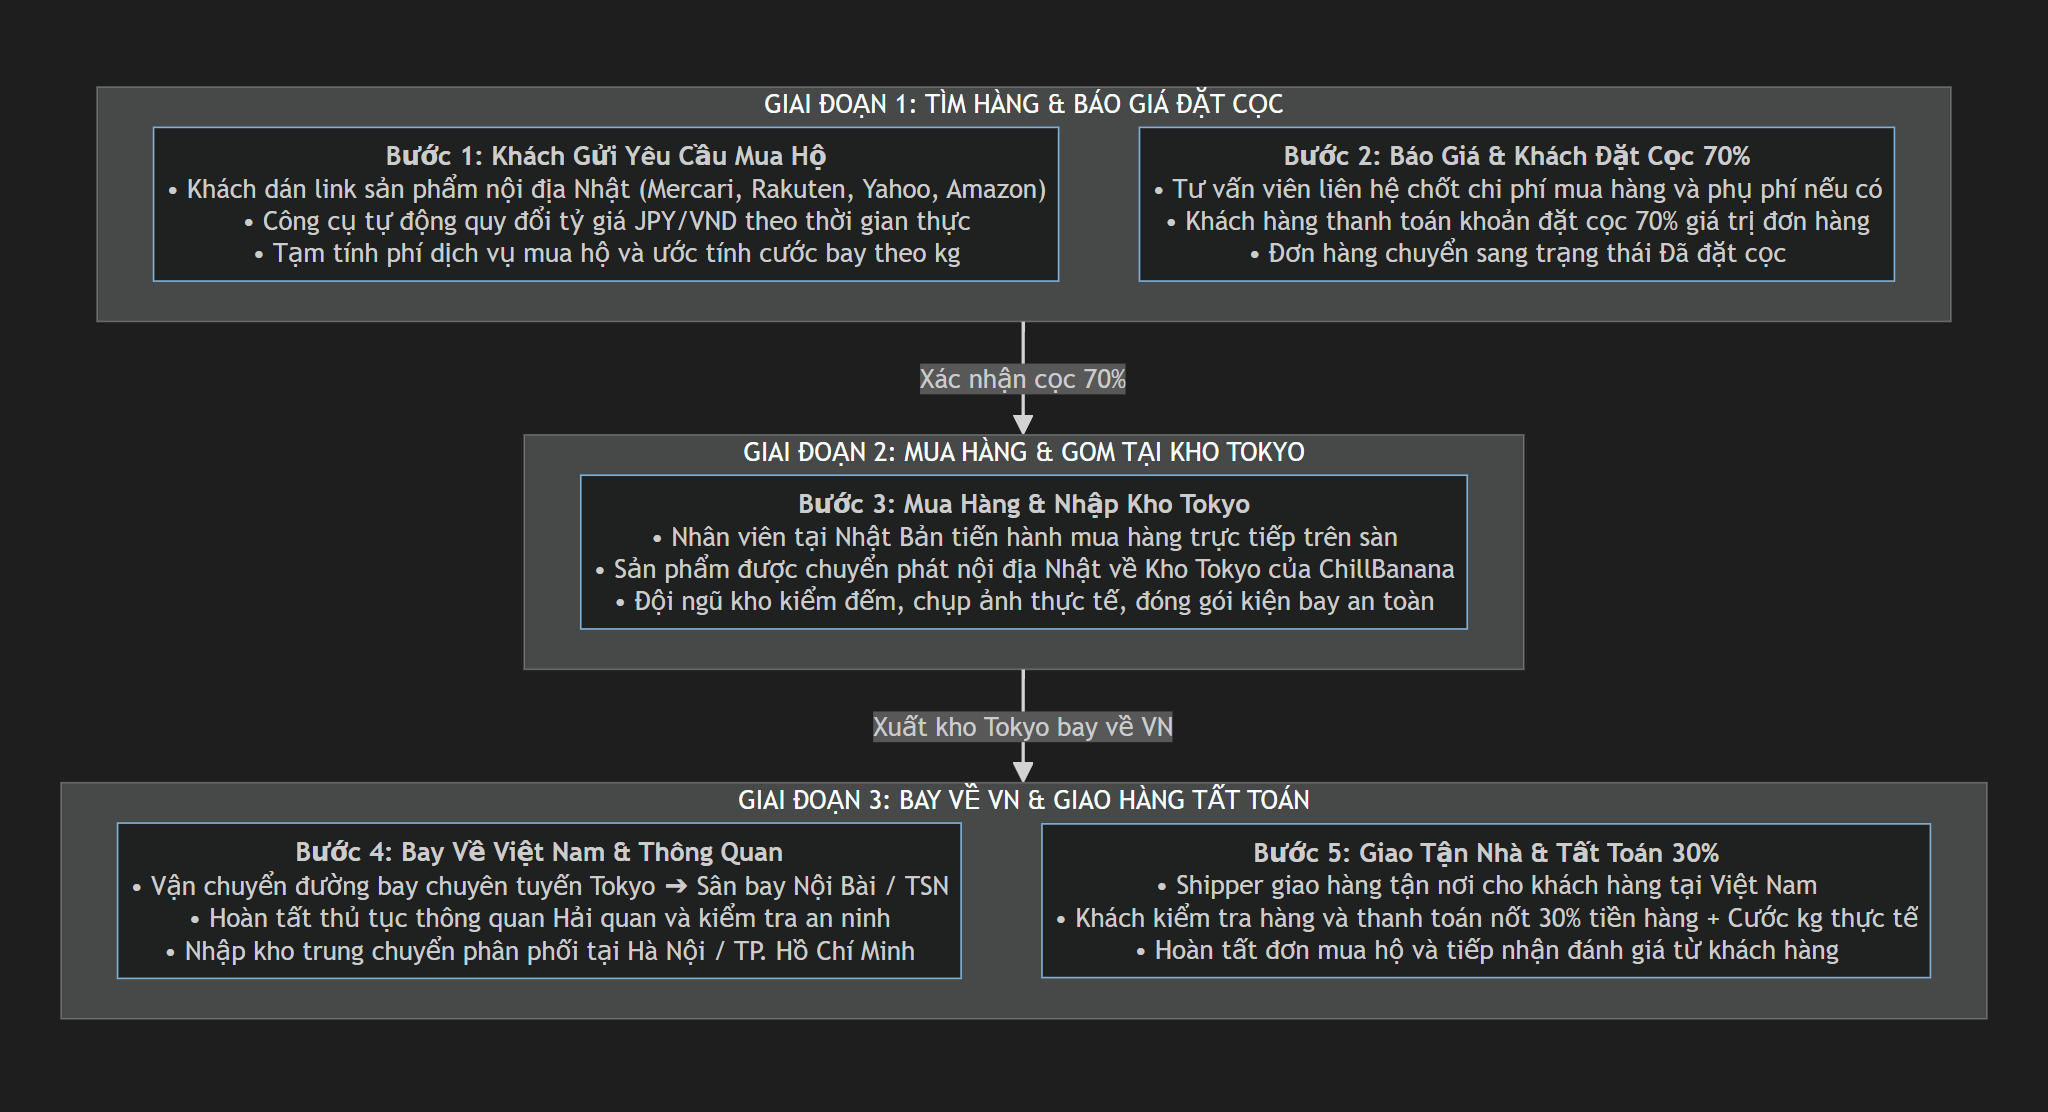 GIAI ĐOẠN 1: TÌM HÀNG & BÁO GIÁ ĐẶT CỌC
Bước 1: Khách Gửi Yêu Cầu Mua Hộ
• Khách dán link sản phẩm nội địa Nhật (Mercari, Rakuten, Yahoo, Amazon)
• Công cụ tự động quy đổi tỷ giá JPY/VND theo thời gian thực
• Tạm tính phí dịch vụ mua hộ và ước tính cước bay theo kg
Bước 2: Báo Giá & Khách Đặt Cọc 70%
• Tư vấn viên liên hệ chốt chi phí mua hàng và phụ phí nếu có
• Khách hàng thanh toán khoản đặt cọc 70% giá trị đơn hàng
• Đơn hàng chuyển sang trạng thái Đã đặt cọc
Xác nhận cọc 70%
GIAI ĐOẠN 2: MUA HÀNG & GOM TẠI KHO TOKYO
Bước 3: Mua Hàng & Nhập Kho Tokyo
• Nhân viên tại Nhật Bản tiến hành mua hàng trực tiếp trên sàn
• Sản phẩm được chuyển phát nội địa Nhật về Kho Tokyo của ChillBanana
• Đội ngũ kho kiểm đếm, chụp ảnh thực tế, đóng gói kiện bay an toàn
Xuất kho Tokyo bay về VN
GIAI ĐOẠN 3: BAY VỀ VN & GIAO HÀNG TẤT TOÁN
Bước 4: Bay Về Việt Nam & Thông Quan
• Vận chuyển đường bay chuyên tuyến Tokyo ➔ Sân bay Nội Bài / TSN
• Hoàn tất thủ tục thông quan Hải quan và kiểm tra an ninh
• Nhập kho trung chuyển phân phối tại Hà Nội / TP. Hồ Chí Minh
Bước 5: Giao Tận Nhà & Tất Toán 30%
• Shipper giao hàng tận nơi cho khách hàng tại Việt Nam
• Khách kiểm tra hàng và thanh toán nốt 30% tiền hàng + Cước kg thực tế
• Hoàn tất đơn mua hộ và tiếp nhận đánh giá từ khách hàng